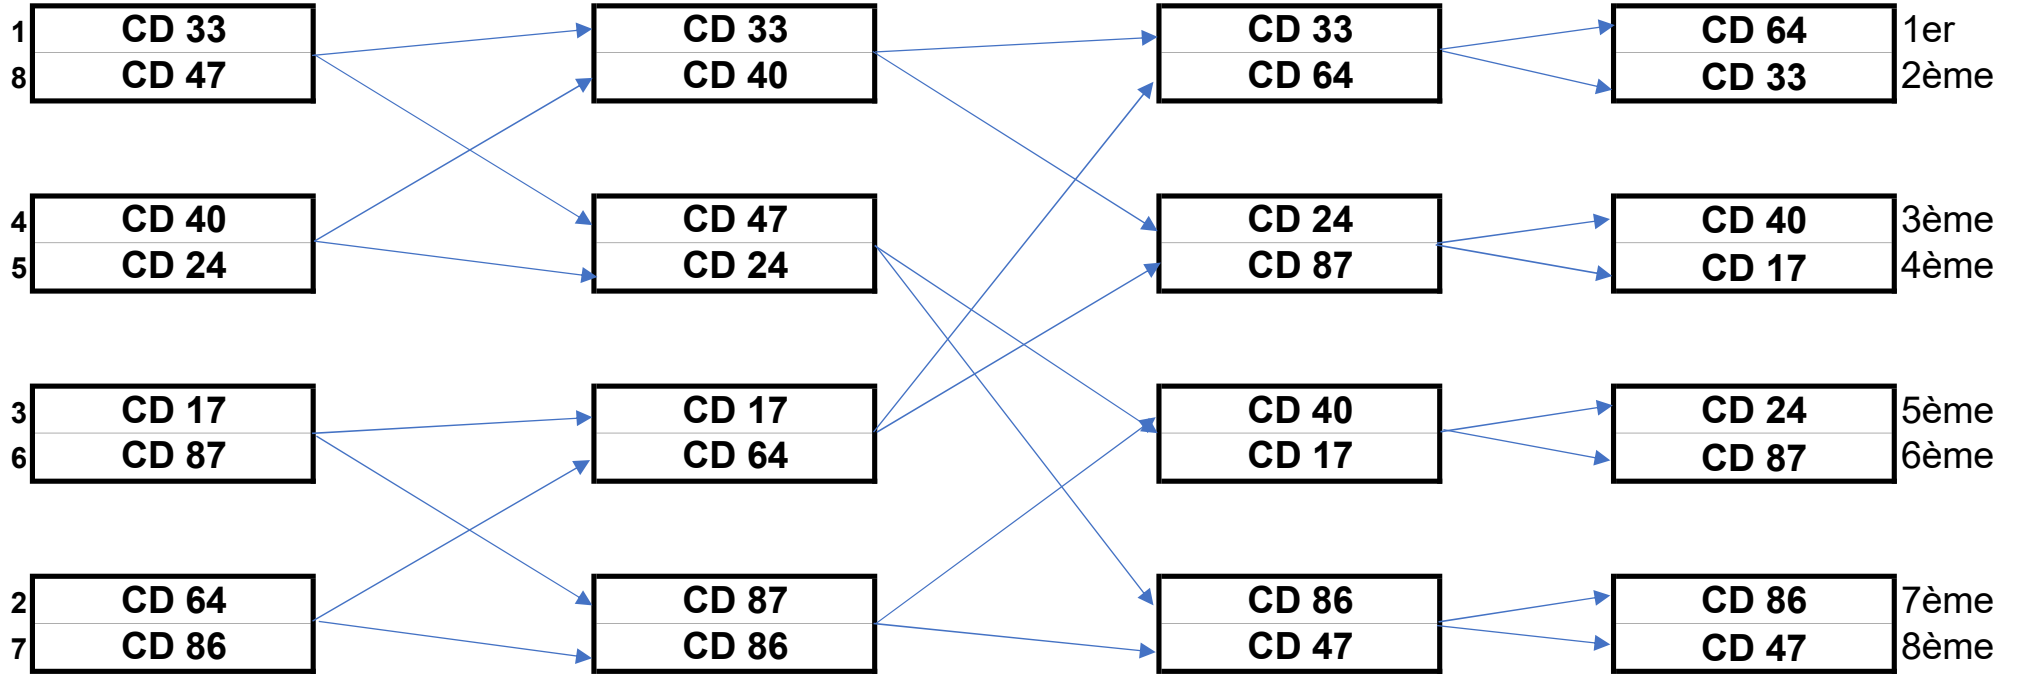 1 CD 33 CD 33 CD 33 CD 64 1er
8 CD 47 CD 40 CD 64 CD 33 2ème
4 CD 40 CD 47 CD 24 CD 40 3ème
5 CD 24 CD 24 CD 87 CD 17 4ème
3 CD 17 CD 17 CD 40 CD 24 5ème
6 CD 87 CD 64 CD 17 CD 87 6ème
2 CD 64 CD 87 CD 86 CD 86 7ème
7 CD 86 CD 86 CD 47 CD 47 8ème